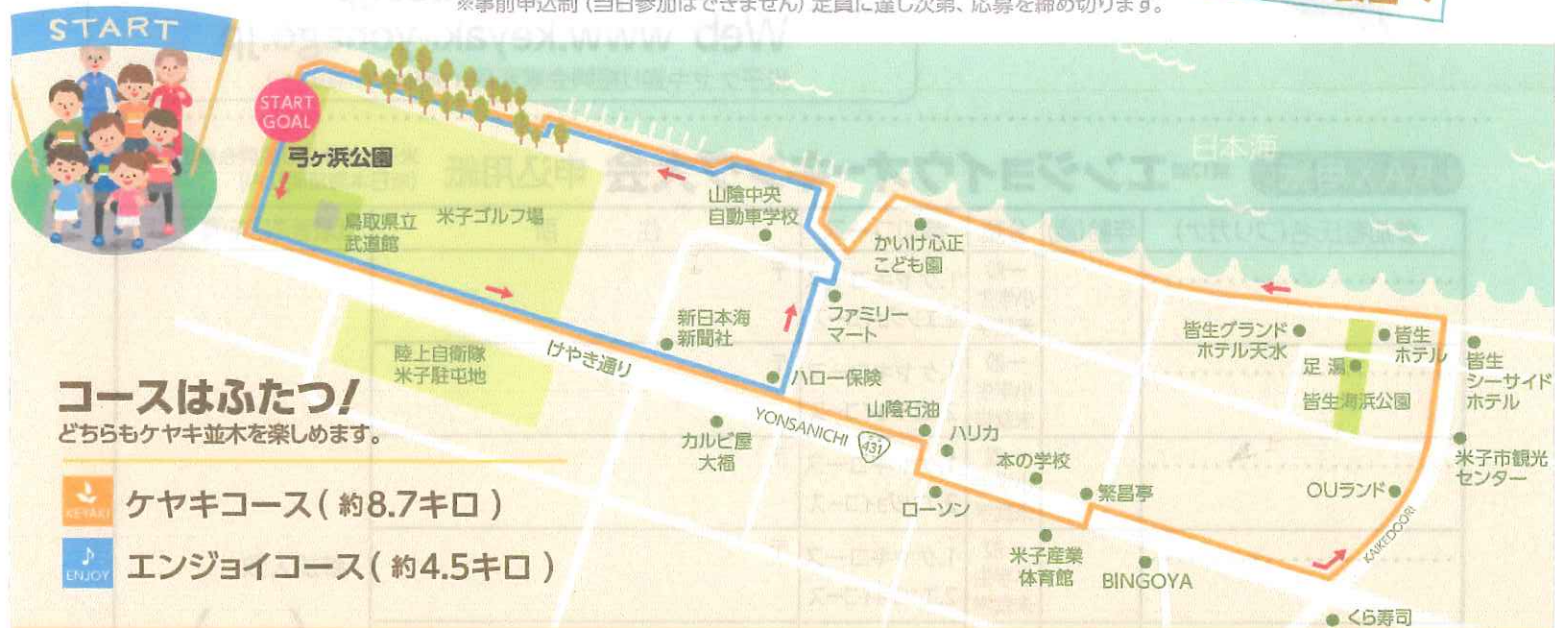 ※事前申込制（当日参加はできません）定員に達し次第、応募を締め切ります。
START
START
GOAL
弓ヶ浜公園
鳥取県立
武道館
米子ゴルフ場
山陰中央
自動車学校
日本海
かいけ心正
こども園
ファミリー
マート
新日本海
新聞社
けやき通り
陸上自衛隊
米子駐屯地
ハロー保険
皆生グランド
ホテル天水
足湯
皆生
ホテル
皆生海浜公園
皆生
シーサイド
ホテル
米子市観光
センター
YONSANICHI
431
山陰石油
ハリカ
カルビ屋
大福
ローソン
本の学校
繁昌亭
OUランド
KAIKEDOORI
米子産業
体育館
BINGOYA
くら寿司
コースはふたつ!
どちらもケヤキ並木を楽しめます。
KEYAKI
ケヤキコース（約8.7キロ）
ENJOY
エンジョイコース（約4.5キロ）